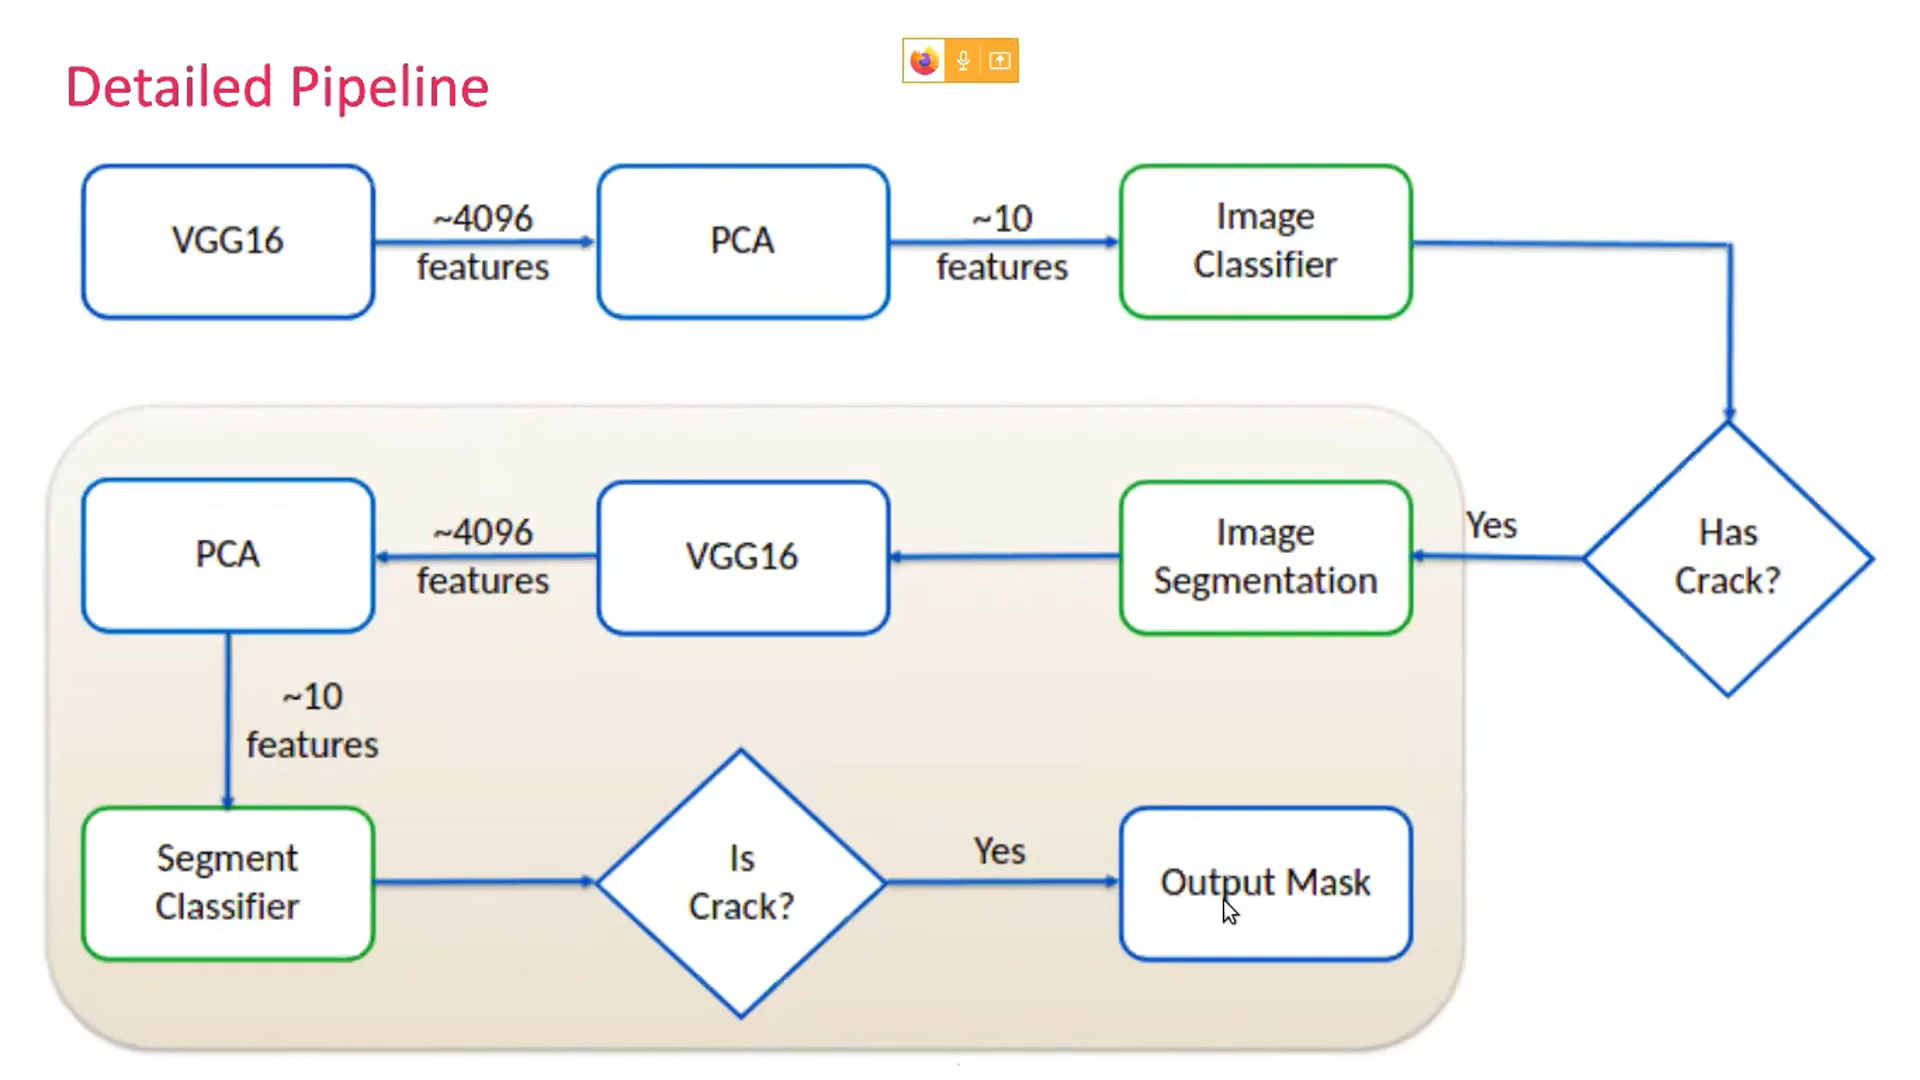 Detailed Pipeline
VGG16
~4096
features
PCA
~10
features
Image
Classifier
Has
Crack?
Yes
Image
Segmentation
VGG16
~4096
features
PCA
~10
features
Segment
Classifier
Is
Crack?
Yes
Output Mask